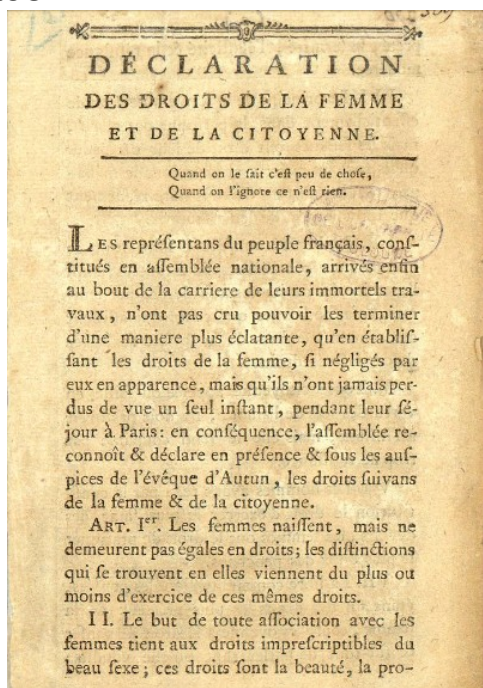 DÉCLARATION
DES DROITS DE LA FEMME
ET DE LA CITOYENNE.
Quand on le ſait c'eſt peu de choſe,
Quand on l'ignore ce n'eſt rien.
LES repréſentans du peuple français, conſ-
titués en aſſemblée nationale, arrivés enfin
au bout de la carriere de leurs immortels tra-
vaux, n'ont pas cru pouvoir les terminer
d'une maniere plus éclatante, qu'en établiſ-
ſant les droits de la femme, ſi négligés par
eux en apparence, mais qu'ils n'ont jamais per-
dus de vue un ſeul inſtant, pendant leur ſé-
jour à Paris: en conſéquence, l'aſſemblée re-
connoît & déclare en préſence & ſous les auſ-
pices de l'évêque d'Autun, les droits ſuivans
de la femme & de la citoyenne.
ART. Ier. Les femmes naiſſent, mais ne
demeurent pas égales en droits; les diſtinctions
qui ſe trouvent en elles viennent du plus ou
moins d'exercice de ces mêmes droits.
II. Le but de toute aſſociation avec les
femmes tient aux droits impreſcriptibles du
beau ſexe; ces droits ſont la beauté, la pro-